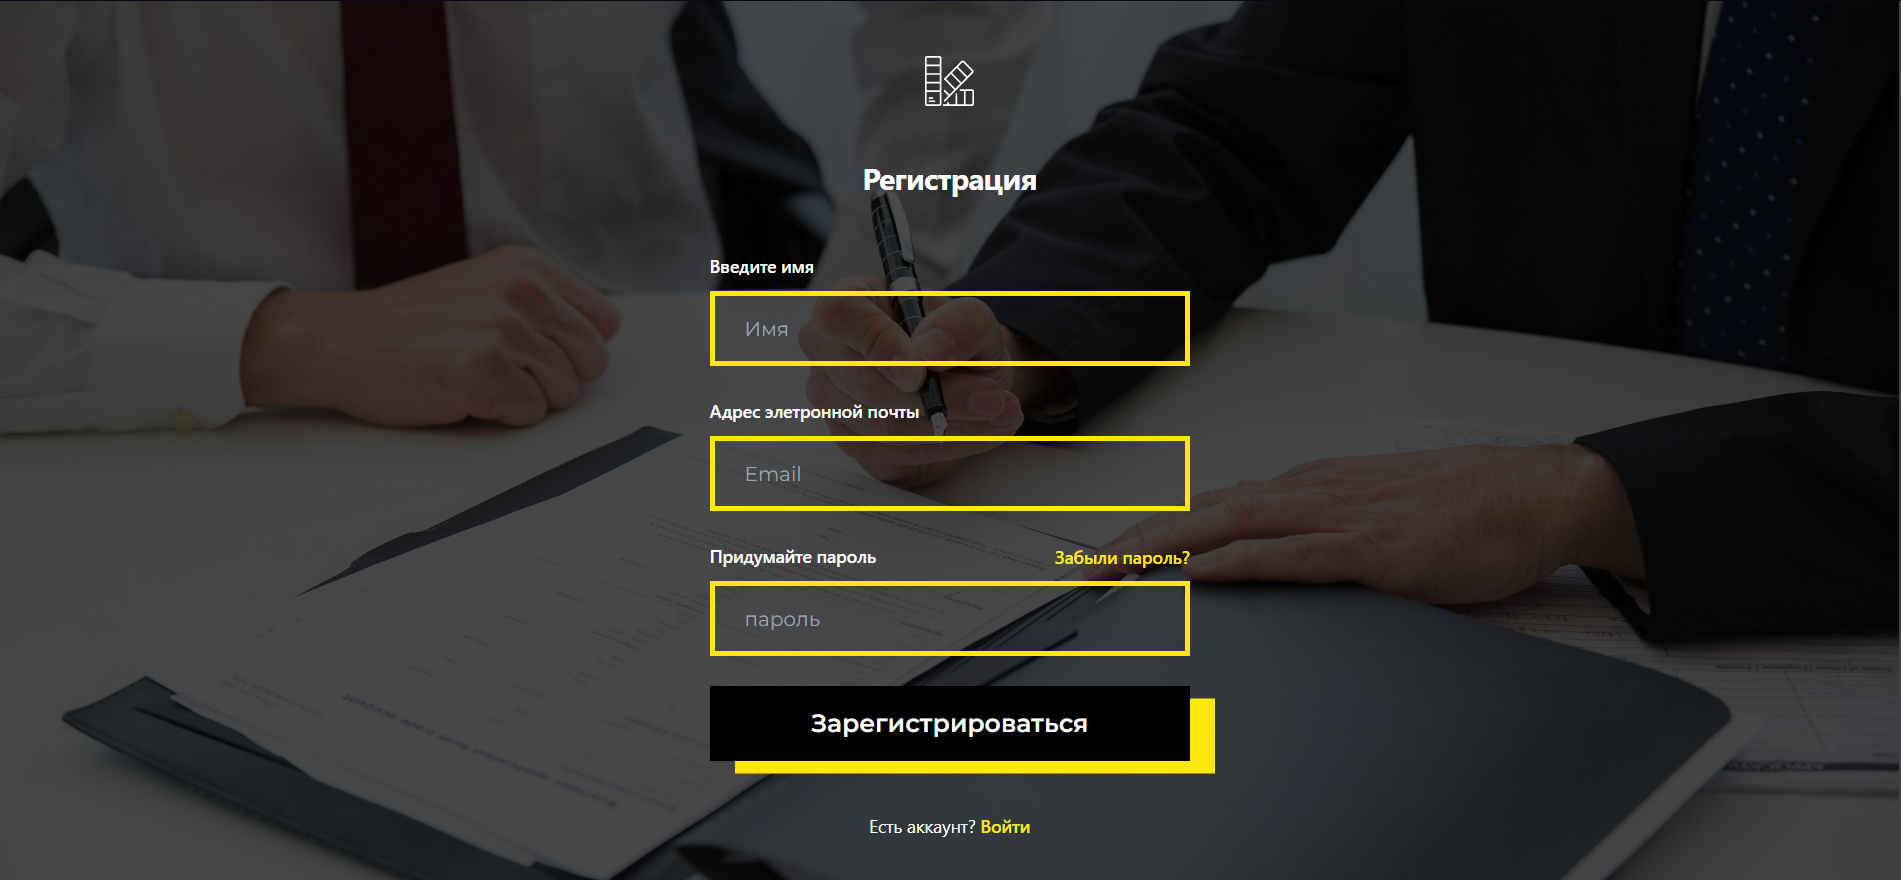 Регистрация
Введите имя
Имя
Адрес элетронной почты
Email
Придумайте пароль Забыли пароль?
пароль
Зарегистрироваться
Есть аккаунт? Войти